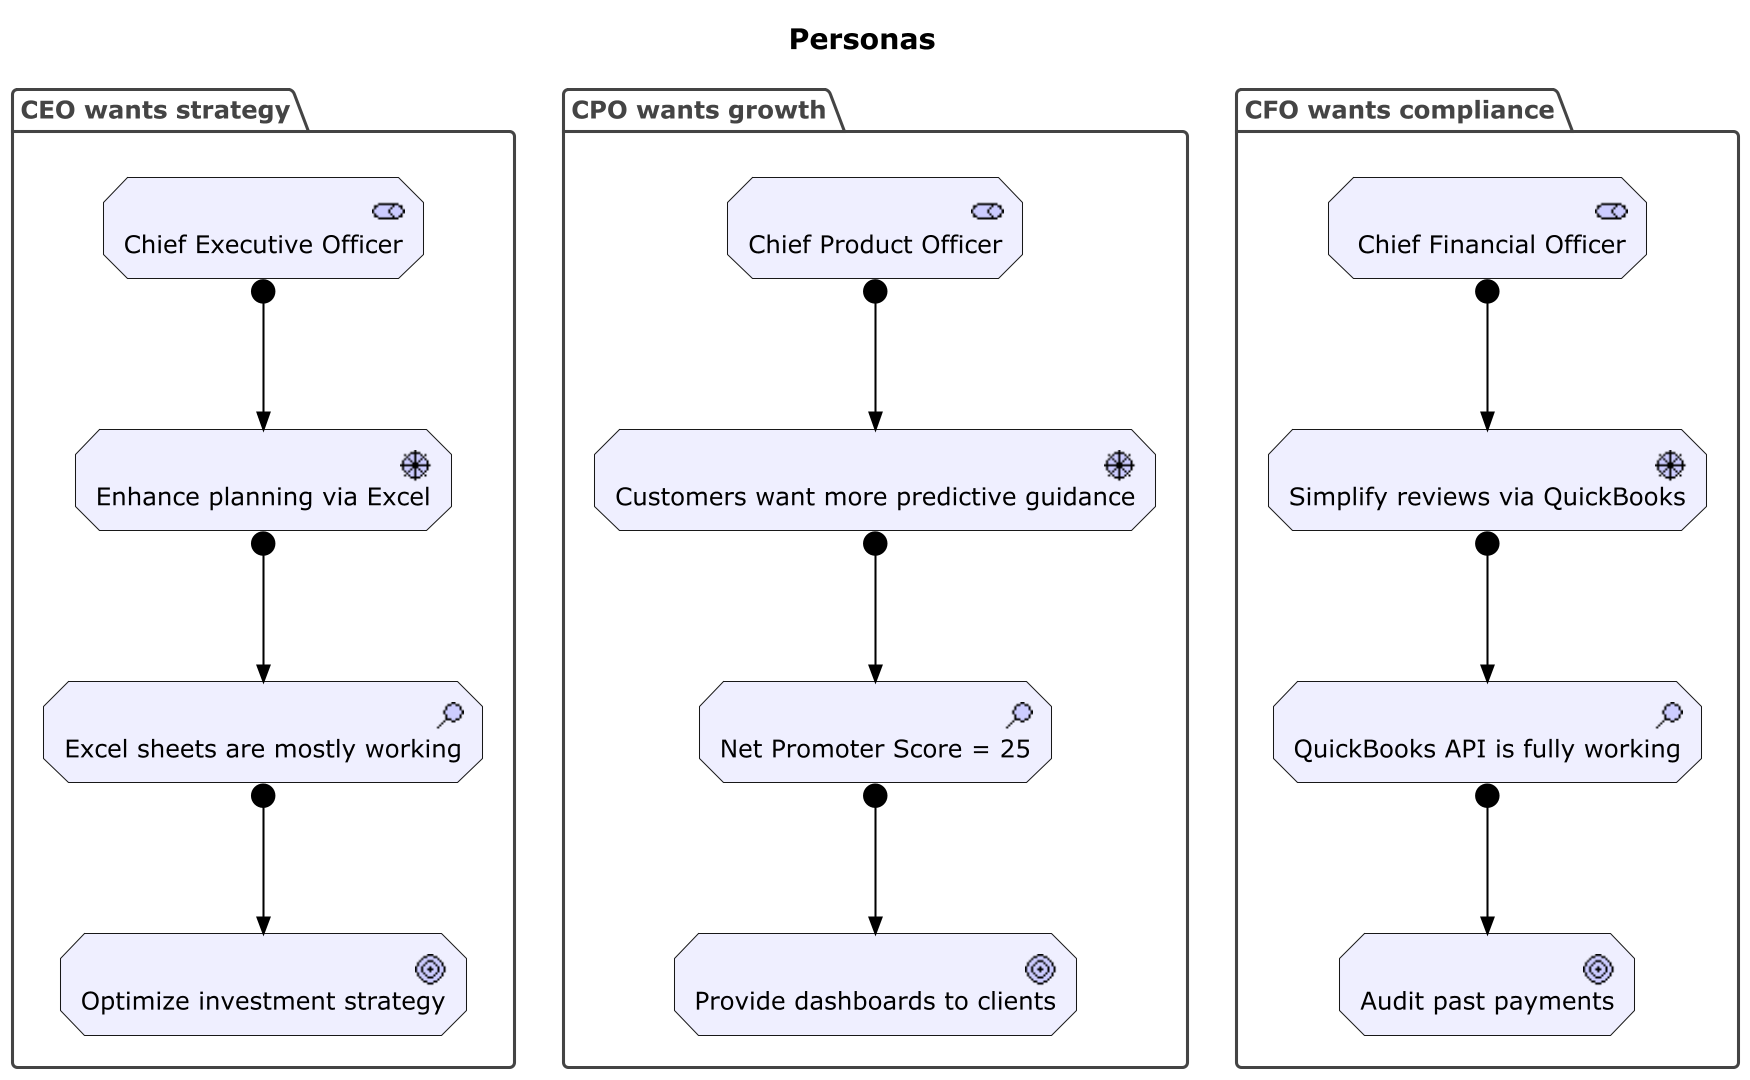 Personas
CEO wants strategy
Chief Executive Officer
Enhance planning via Excel
Excel sheets are mostly working
Optimize investment strategy
CPO wants growth
Chief Product Officer
Customers want more predictive guidance
Net Promoter Score = 25
Provide dashboards to clients
CFO wants compliance
Chief Financial Officer
Simplify reviews via QuickBooks
QuickBooks API is fully working
Audit past payments